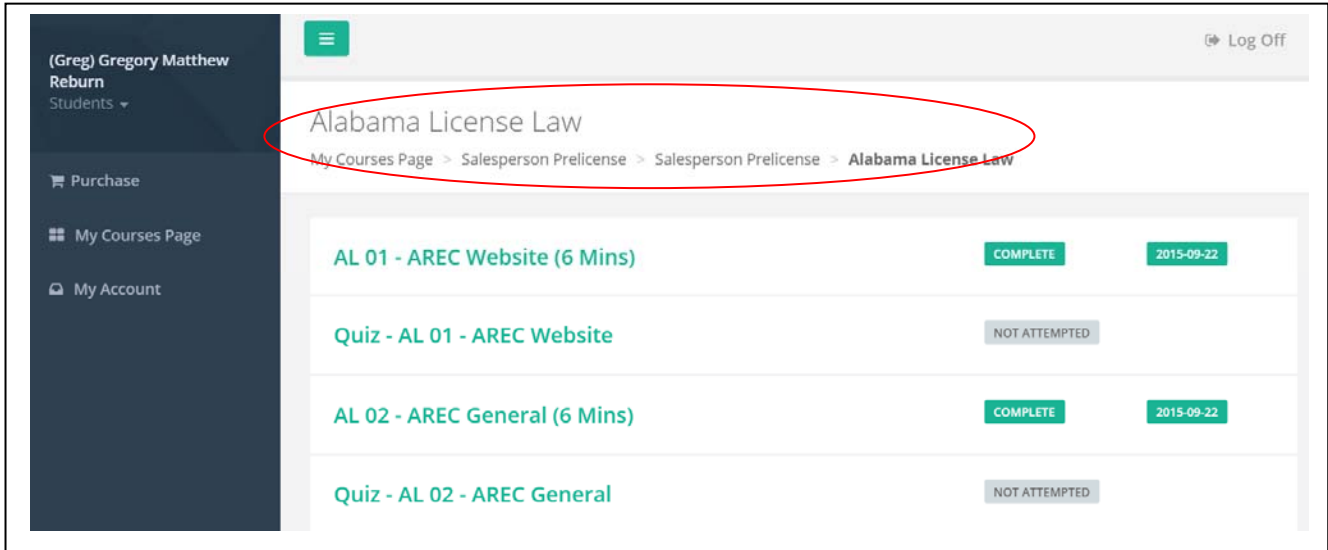 (Greg) Gregory Matthew
Reburn
Students
Log Off
Alabama License Law
My Courses Page > Salesperson Prelicense > Salesperson Prelicense > Alabama License Law
Purchase
My Courses Page
My Account
AL 01 - AREC Website (6 Mins) COMPLETE 2015-09-22
Quiz - AL 01 - AREC Website NOT ATTEMPTED
AL 02 - AREC General (6 Mins) COMPLETE 2015-09-22
Quiz - AL 02 - AREC General NOT ATTEMPTED